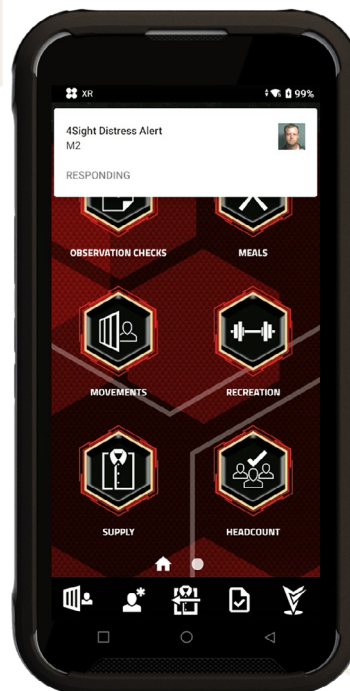 XR 99%
4Sight Distress Alert
M2
RESPONDING
OBSERVATION CHECKS MEALS
MOVEMENTS RECREATION
SUPPLY HEADCOUNT